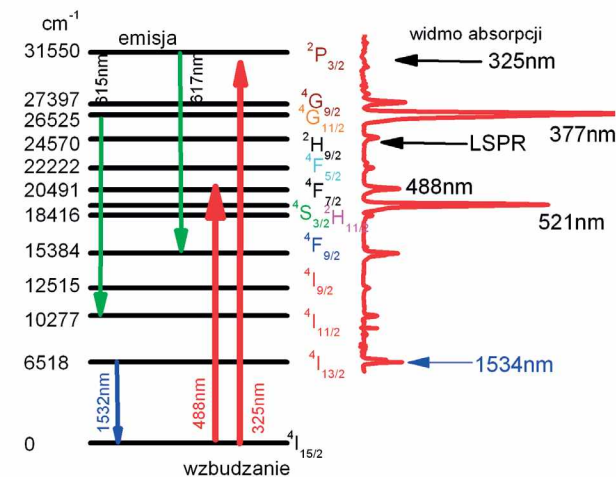 cm⁻¹
emisja
widmo absorpcji
31550
²P₃/₂
325nm
615nm
617nm
27397
⁴G₉/₂
26525
⁴G₁₁/₂
377nm
24570
²H₉/₂
LSPR
22222
⁴F₅/₂
20491
⁴F₇/₂
488nm
18416
⁴S₃/₂
²H₁₁/₂
521nm
15384
⁴F₉/₂
12515
⁴I₉/₂
10277
⁴I₁₁/₂
6518
⁴I₁₃/₂
1534nm
1532nm
488nm
325nm
0
⁴I₁₅/₂
wzbudzanie